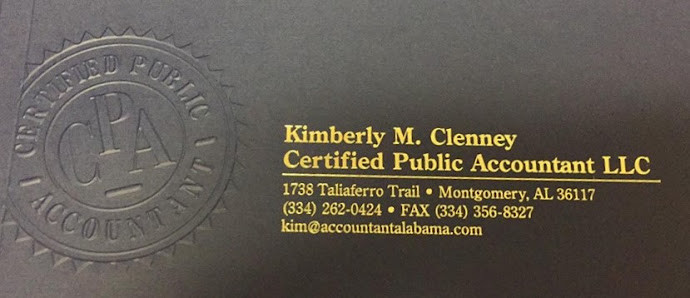 CERTIFIED PUBLIC
CPA
ACCOUNTANT
Kimberly M. Clenney
Certified Public Accountant LLC
1738 Taliaferro Trail • Montgomery, AL 36117
(334) 262-0424 • FAX (334) 356-8327
kim@accountantalabama.com